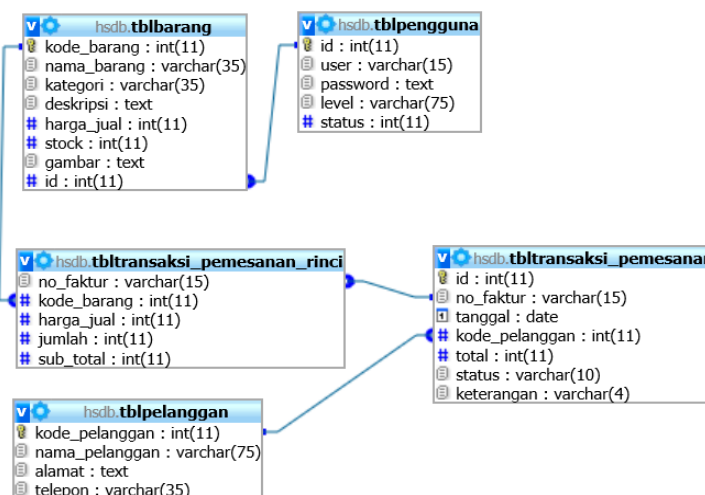 hsdb.tblbarang
kode_barang : int(11)
nama_barang : varchar(35)
kategori : varchar(35)
deskripsi : text
harga_jual : int(11)
stock : int(11)
gambar : text
id : int(11)
hsdb.tblpengguna
id : int(11)
user : varchar(15)
password : text
level : varchar(75)
status : int(11)
hsdb.tbltransaksi_pemesanan_rinci
no_faktur : varchar(15)
kode_barang : int(11)
harga_jual : int(11)
jumlah : int(11)
sub_total : int(11)
hsdb.tbltransaksi_pemesanan
id : int(11)
no_faktur : varchar(15)
tanggal : date
kode_pelanggan : int(11)
total : int(11)
status : varchar(10)
keterangan : varchar(4)
hsdb.tblpelanggan
kode_pelanggan : int(11)
nama_pelanggan : varchar(75)
alamat : text
telepon : varchar(35)